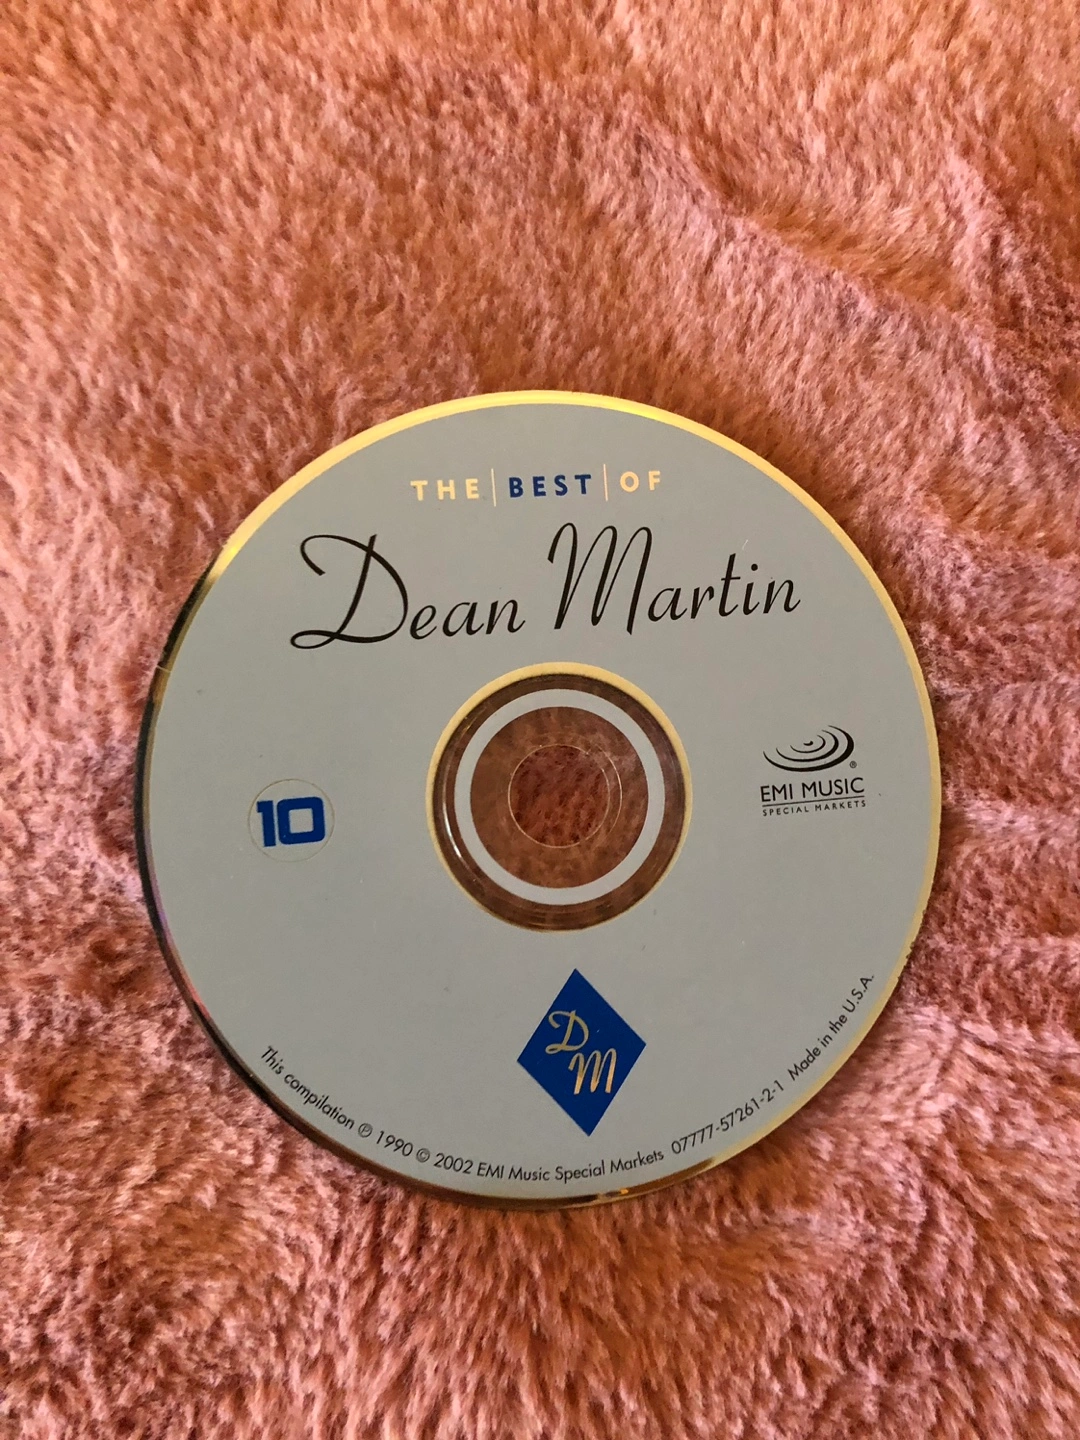 THE | BEST | OF
Dean Martin
10
EMI MUSIC
SPECIAL MARKETS
D
M
This compilation ℗ 1990 © 2002 EMI Music Special Markets 07777-57261-2-1 Made in the U.S.A.